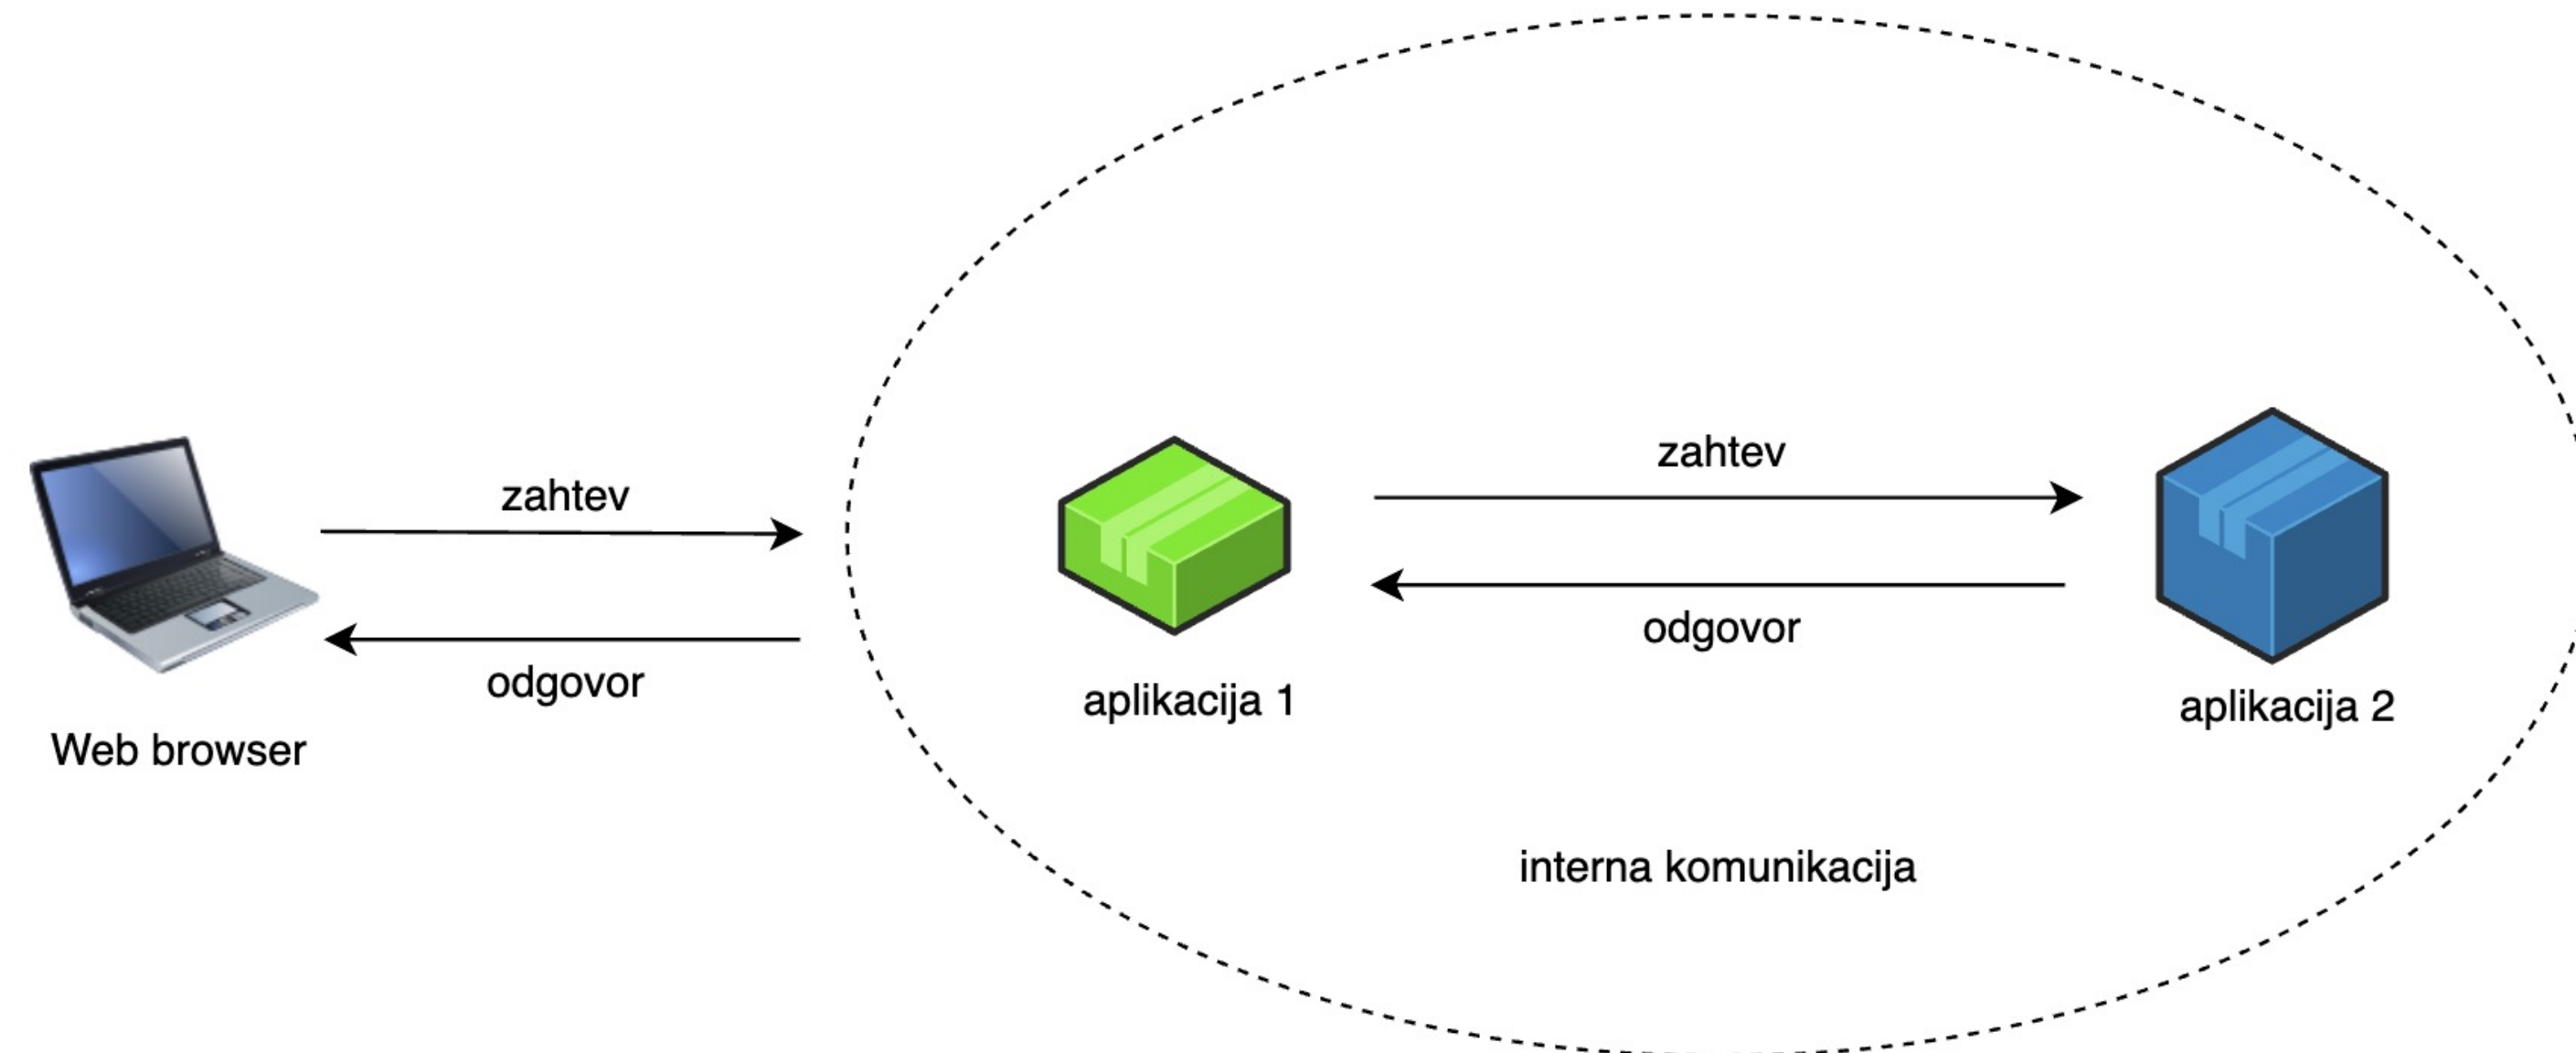 zahtev
odgovor
Web browser
zahtev
odgovor
aplikacija 1
aplikacija 2
interna komunikacija